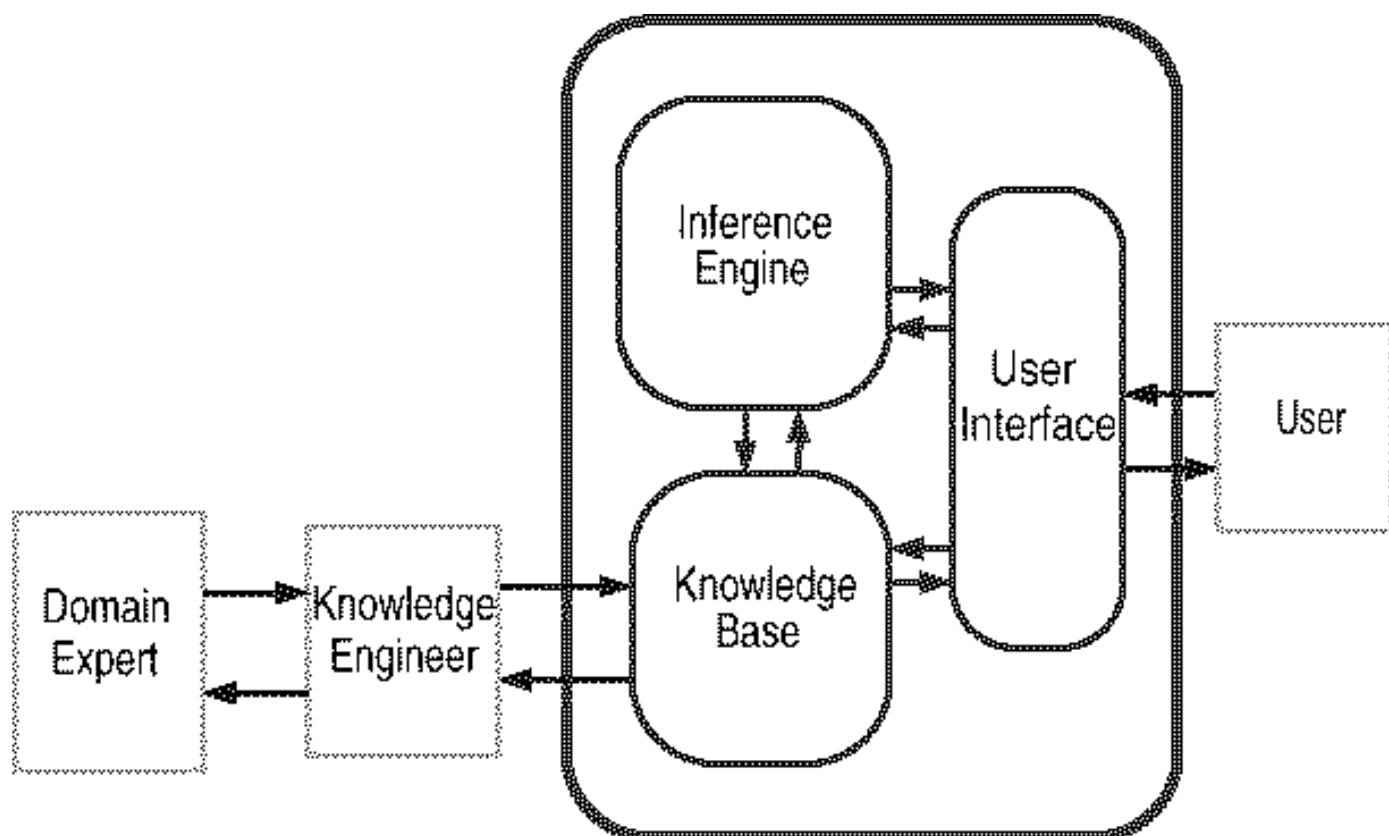 Inference
Engine
User
Interface
User
Domain
Expert
Knowledge
Engineer
Knowledge
Base